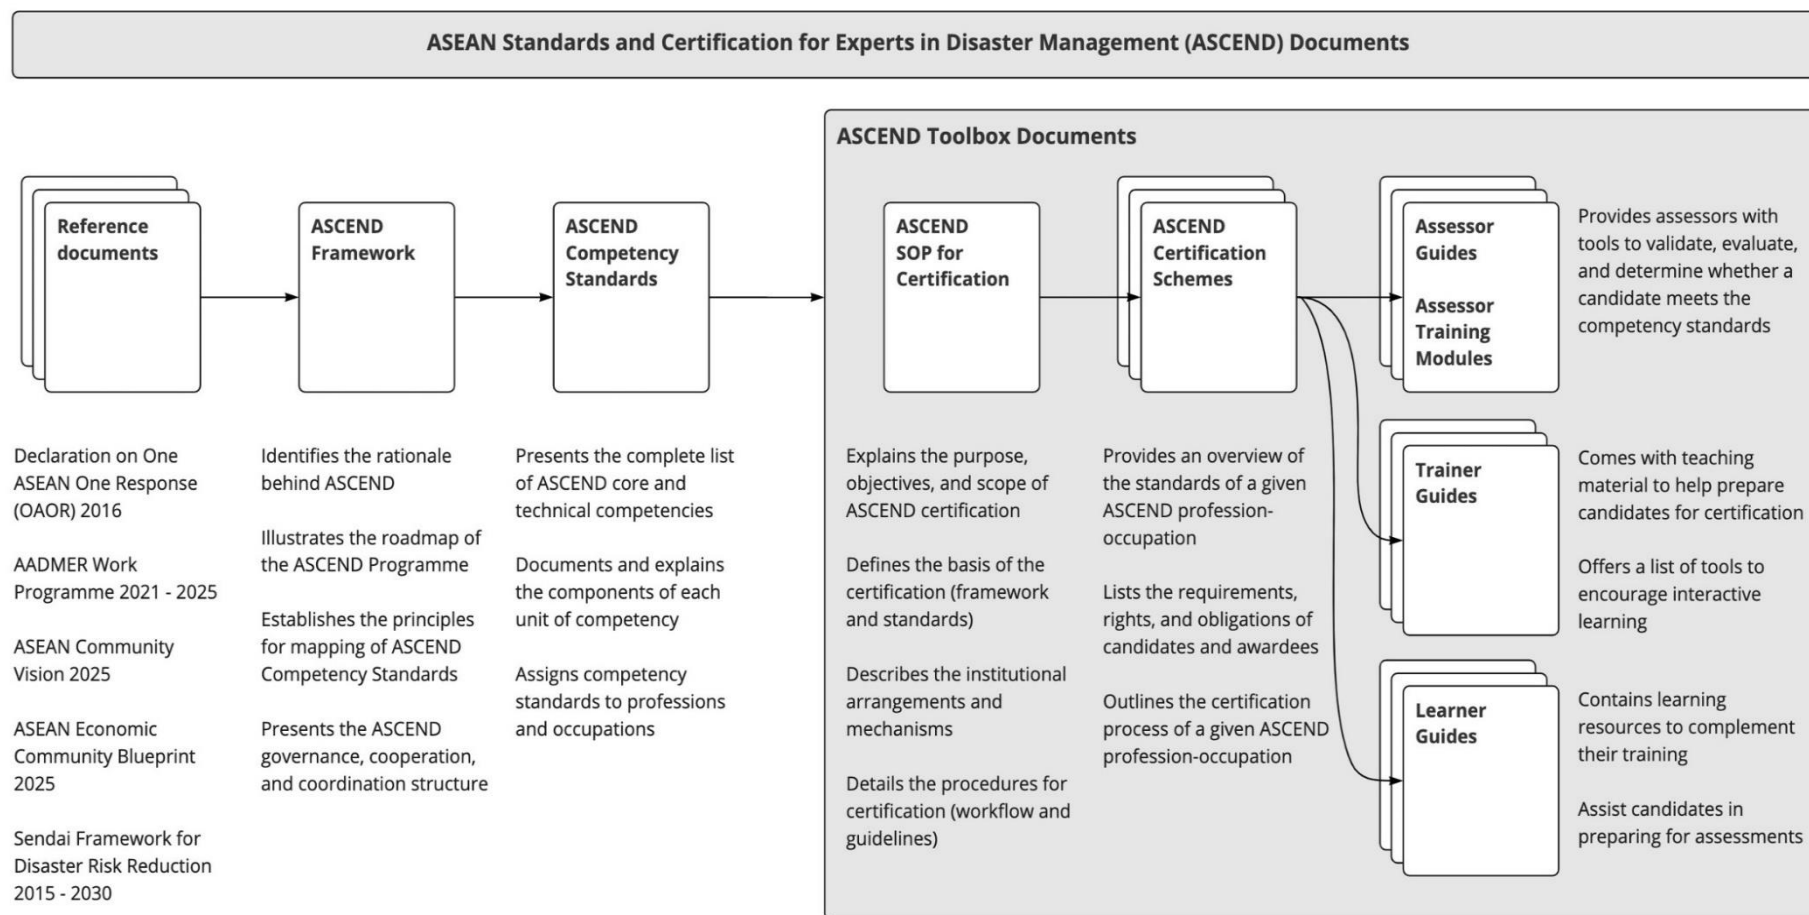 ASEAN Standards and Certification for Experts in Disaster Management (ASCEND) Documents
ASCEND Toolbox Documents
Reference
documents
ASCEND
Framework
ASCEND
Competency
Standards
ASCEND
SOP for
Certification
ASCEND
Certification
Schemes
Assessor
Guides
Assessor
Training
Modules
Provides assessors with
tools to validate, evaluate,
and determine whether a
candidate meets the
competency standards
Declaration on One
ASEAN One Response
(OAOR) 2016
AADMER Work
Programme 2021 - 2025
ASEAN Community
Vision 2025
ASEAN Economic
Community Blueprint
2025
Sendai Framework for
Disaster Risk Reduction
2015 - 2030
Identifies the rationale
behind ASCEND
Illustrates the roadmap of
the ASCEND Programme
Establishes the principles
for mapping of ASCEND
Competency Standards
Presents the ASCEND
governance, cooperation,
and coordination structure
Presents the complete list
of ASCEND core and
technical competencies
Documents and explains
the components of each
unit of competency
Assigns competency
standards to professions
and occupations
Explains the purpose,
objectives, and scope of
ASCEND certification
Defines the basis of the
certification (framework
and standards)
Describes the institutional
arrangements and
mechanisms
Details the procedures for
certification (workflow and
guidelines)
Provides an overview of
the standards of a given
ASCEND profession-
occupation
Lists the requirements,
rights, and obligations of
candidates and awardees
Outlines the certification
process of a given ASCEND
profession-occupation
Trainer
Guides
Comes with teaching
material to help prepare
candidates for certification
Offers a list of tools to
encourage interactive
learning
Learner
Guides
Contains learning
resources to complement
their training
Assist candidates in
preparing for assessments